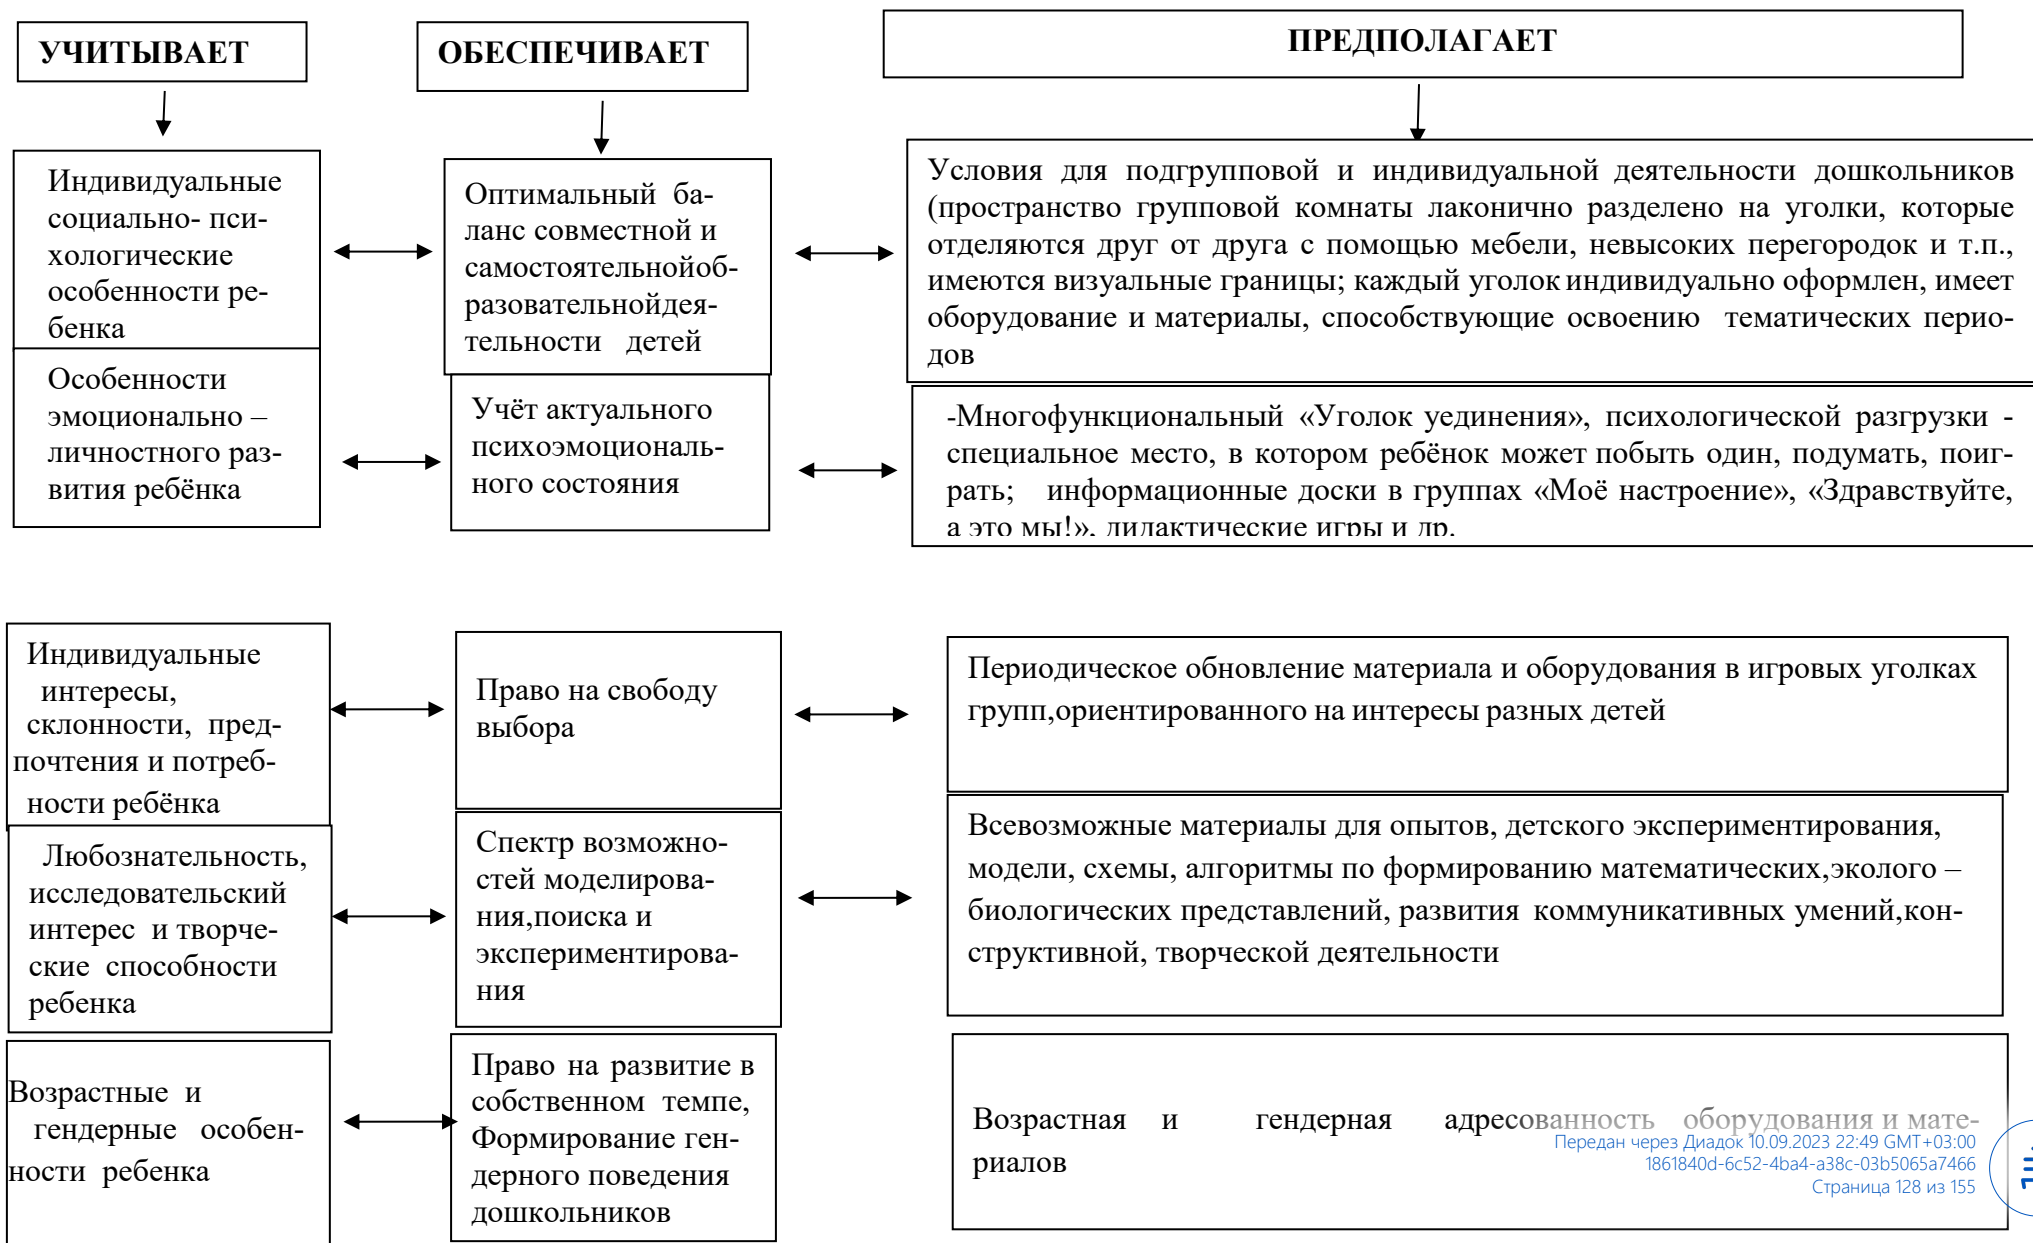 УЧИТЫВАЕТ
ОБЕСПЕЧИВАЕТ
ПРЕДПОЛАГАЕТ
Индивидуальные
социально- пси-
хологические
особенности ре-
бенка
Оптимальный ба-
ланс совместной и
самостоятельнойоб-
разовательнойдея-
тельности детей
Условия для подгрупповой и индивидуальной деятельности дошкольников
(пространство групповой комнаты лаконично разделено на уголки, которые
отделяются друг от друга с помощью мебели, невысоких перегородок и т.п.,
имеются визуальные границы; каждый уголок индивидуально оформлен, имеет
оборудование и материалы, способствующие освоению тематических перио-
дов
Особенности
эмоционально –
личностного раз-
вития ребёнка
Учёт актуального
психоэмоциональ-
ного состояния
-Многофункциональный «Уголок уединения», психологической разгрузки -
специальное место, в котором ребёнок может побыть один, подумать, поиг-
рать; информационные доски в группах «Моё настроение», «Здравствуйте,
а это мы!», дидактические игры и др.
Индивидуальные
интересы,
склонности, пред-
почтения и потреб-
ности ребёнка
Право на свободу
выбора
Периодическое обновление материала и оборудования в игровых уголках
групп,ориентированного на интересы разных детей
Любознательность,
исследовательский
интерес и творче-
ские способности
ребенка
Спектр возможно-
стей моделирова-
ния,поиска и
экспериментирова-
ния
Всевозможные материалы для опытов, детского экспериментирования,
модели, схемы, алгоритмы по формированию математических,эколого –
биологических представлений, развития коммуникативных умений,кон-
структивной, творческой деятельности
Возрастные и
гендерные особен-
ности ребенка
Право на развитие в
собственном темпе,
Формирование ген-
дерного поведения
дошкольников
Возрастная и гендерная адресованность оборудования и мате-
риалов
Передан через Диадок 10.09.2023 22:49 GMT+03:00
1861840d-6c52-4ba4-a38c-03b5065a7466
Страница 128 из 155